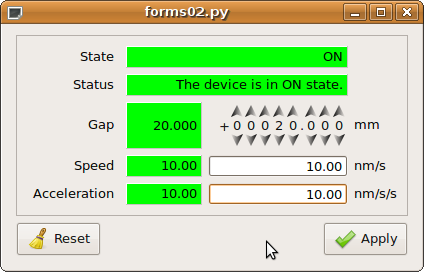 forms02.py
State ON
Status The device is in ON state.
Gap 20.000 +00020.000 mm
Speed 10.00 10.00 nm/s
Acceleration 10.00 10.00 nm/s/s
Reset Apply